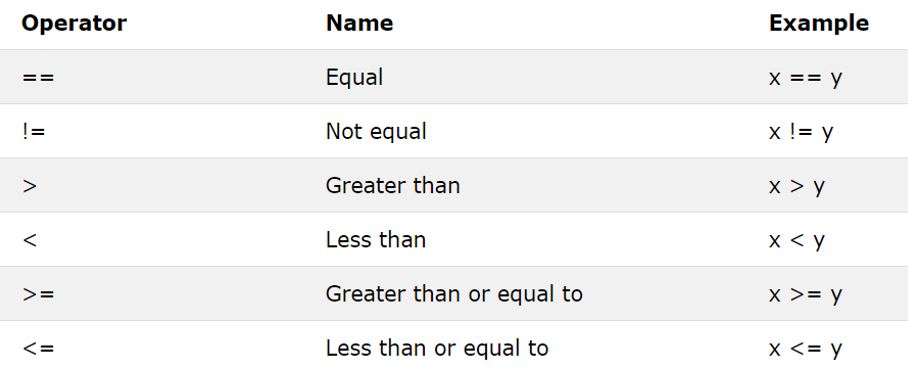 Operator Name Example
== Equal x == y
!= Not equal x != y
> Greater than x > y
< Less than x < y
>= Greater than or equal to x >= y
<= Less than or equal to x <= y